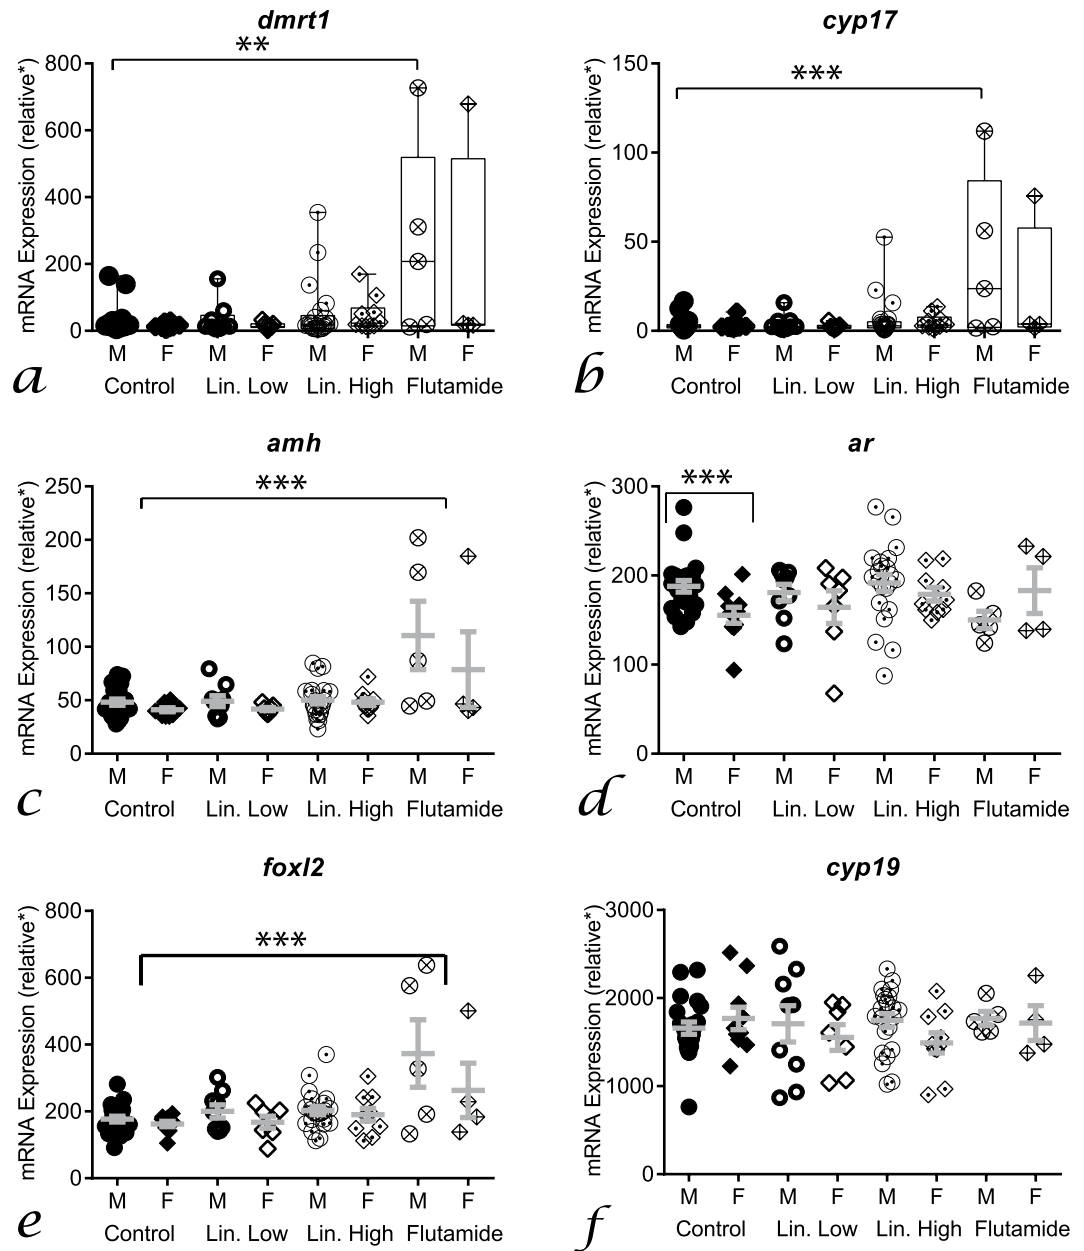 dmrt1
**
mRNA Expression (relative*)
800
600
400
200
0
M F M F M F M F
Control Lin. Low Lin. High Flutamide
a
cyp17
***
mRNA Expression (relative*)
150
100
50
0
M F M F M F M F
Control Lin. Low Lin. High Flutamide
b
amh
***
mRNA Expression (relative*)
250
200
150
100
50
0
M F M F M F M F
Control Lin. Low Lin. High Flutamide
c
ar
***
mRNA Expression (relative*)
300
200
100
0
M F M F M F M F
Control Lin. Low Lin. High Flutamide
d
foxl2
***
mRNA Expression (relative*)
800
600
400
200
0
M F M F M F M F
Control Lin. Low Lin. High Flutamide
e
cyp19
mRNA Expression (relative*)
3000
2000
1000
0
M F M F M F M F
Control Lin. Low Lin. High Flutamide
f